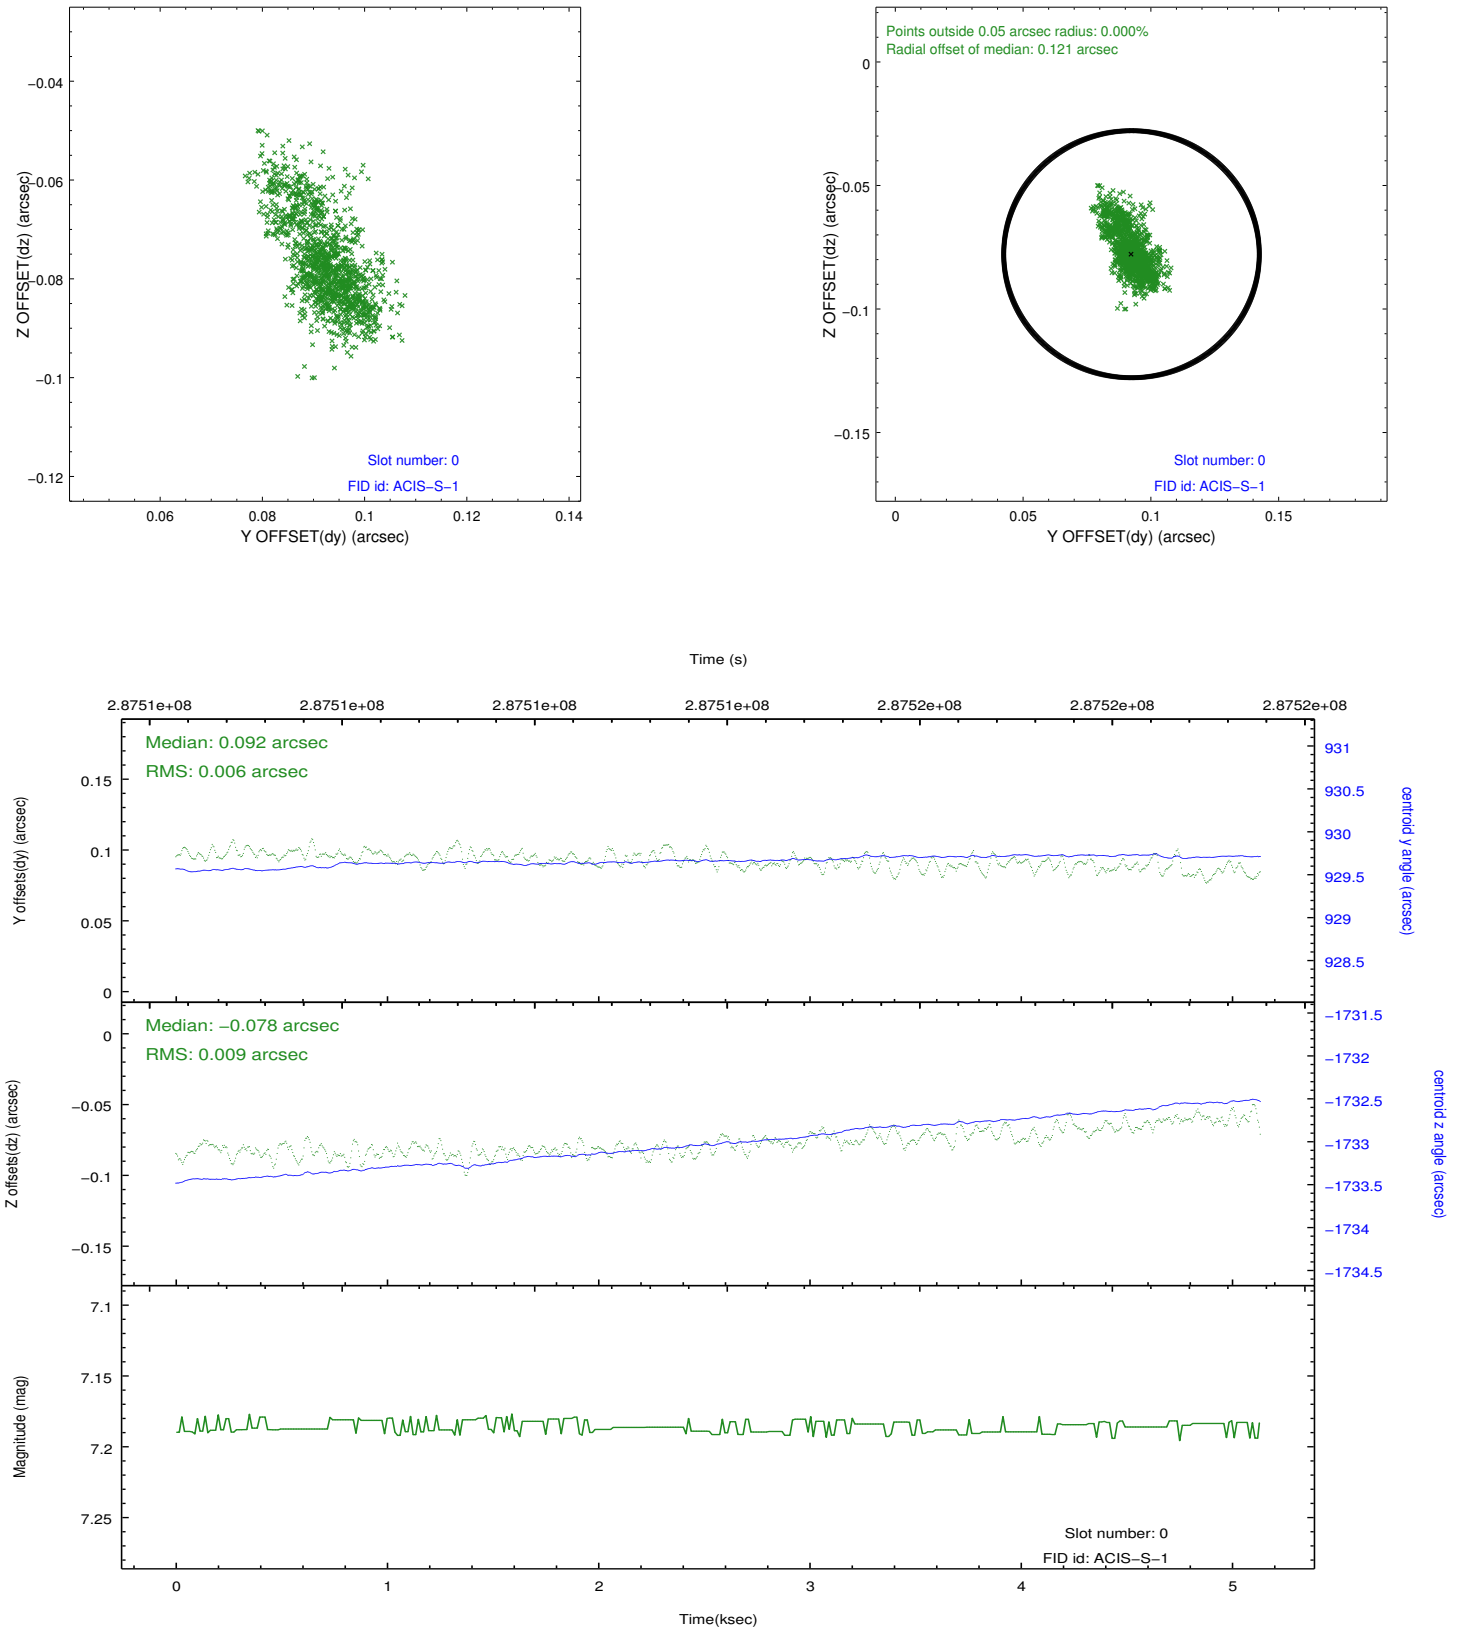 −0.04
−0.06
−0.08
−0.1
−0.12
Z OFFSET(dz) (arcsec)
Slot number: 0
FID id: ACIS−S−1
0.06 0.08 0.1 0.12 0.14
Y OFFSET(dy) (arcsec)
Points outside 0.05 arcsec radius: 0.000%
Radial offset of median: 0.121 arcsec
0
−0.05
−0.1
−0.15
Z OFFSET(dz) (arcsec)
Slot number: 0
FID id: ACIS−S−1
0 0.05 0.1 0.15
Y OFFSET(dy) (arcsec)
Time (s)
2.8751e+08 2.8751e+08 2.8751e+08 2.8751e+08 2.8752e+08 2.8752e+08 2.8752e+08
Median: 0.092 arcsec
RMS: 0.006 arcsec
0.15
0.1
0.05
0
Y offsets(dy) (arcsec)
931
930.5
930
929.5
929
928.5
centroid y angle (arcsec)
Median: −0.078 arcsec
RMS: 0.009 arcsec
0
−0.05
−0.1
−0.15
Z offsets(dz) (arcsec)
−1731.5
−1732
−1732.5
−1733
−1733.5
−1734
−1734.5
centroid z angle (arcsec)
7.1
7.15
7.2
7.25
Magnitude (mag)
Slot number: 0
FID id: ACIS−S−1
0 1 2 3 4 5
Time(ksec)